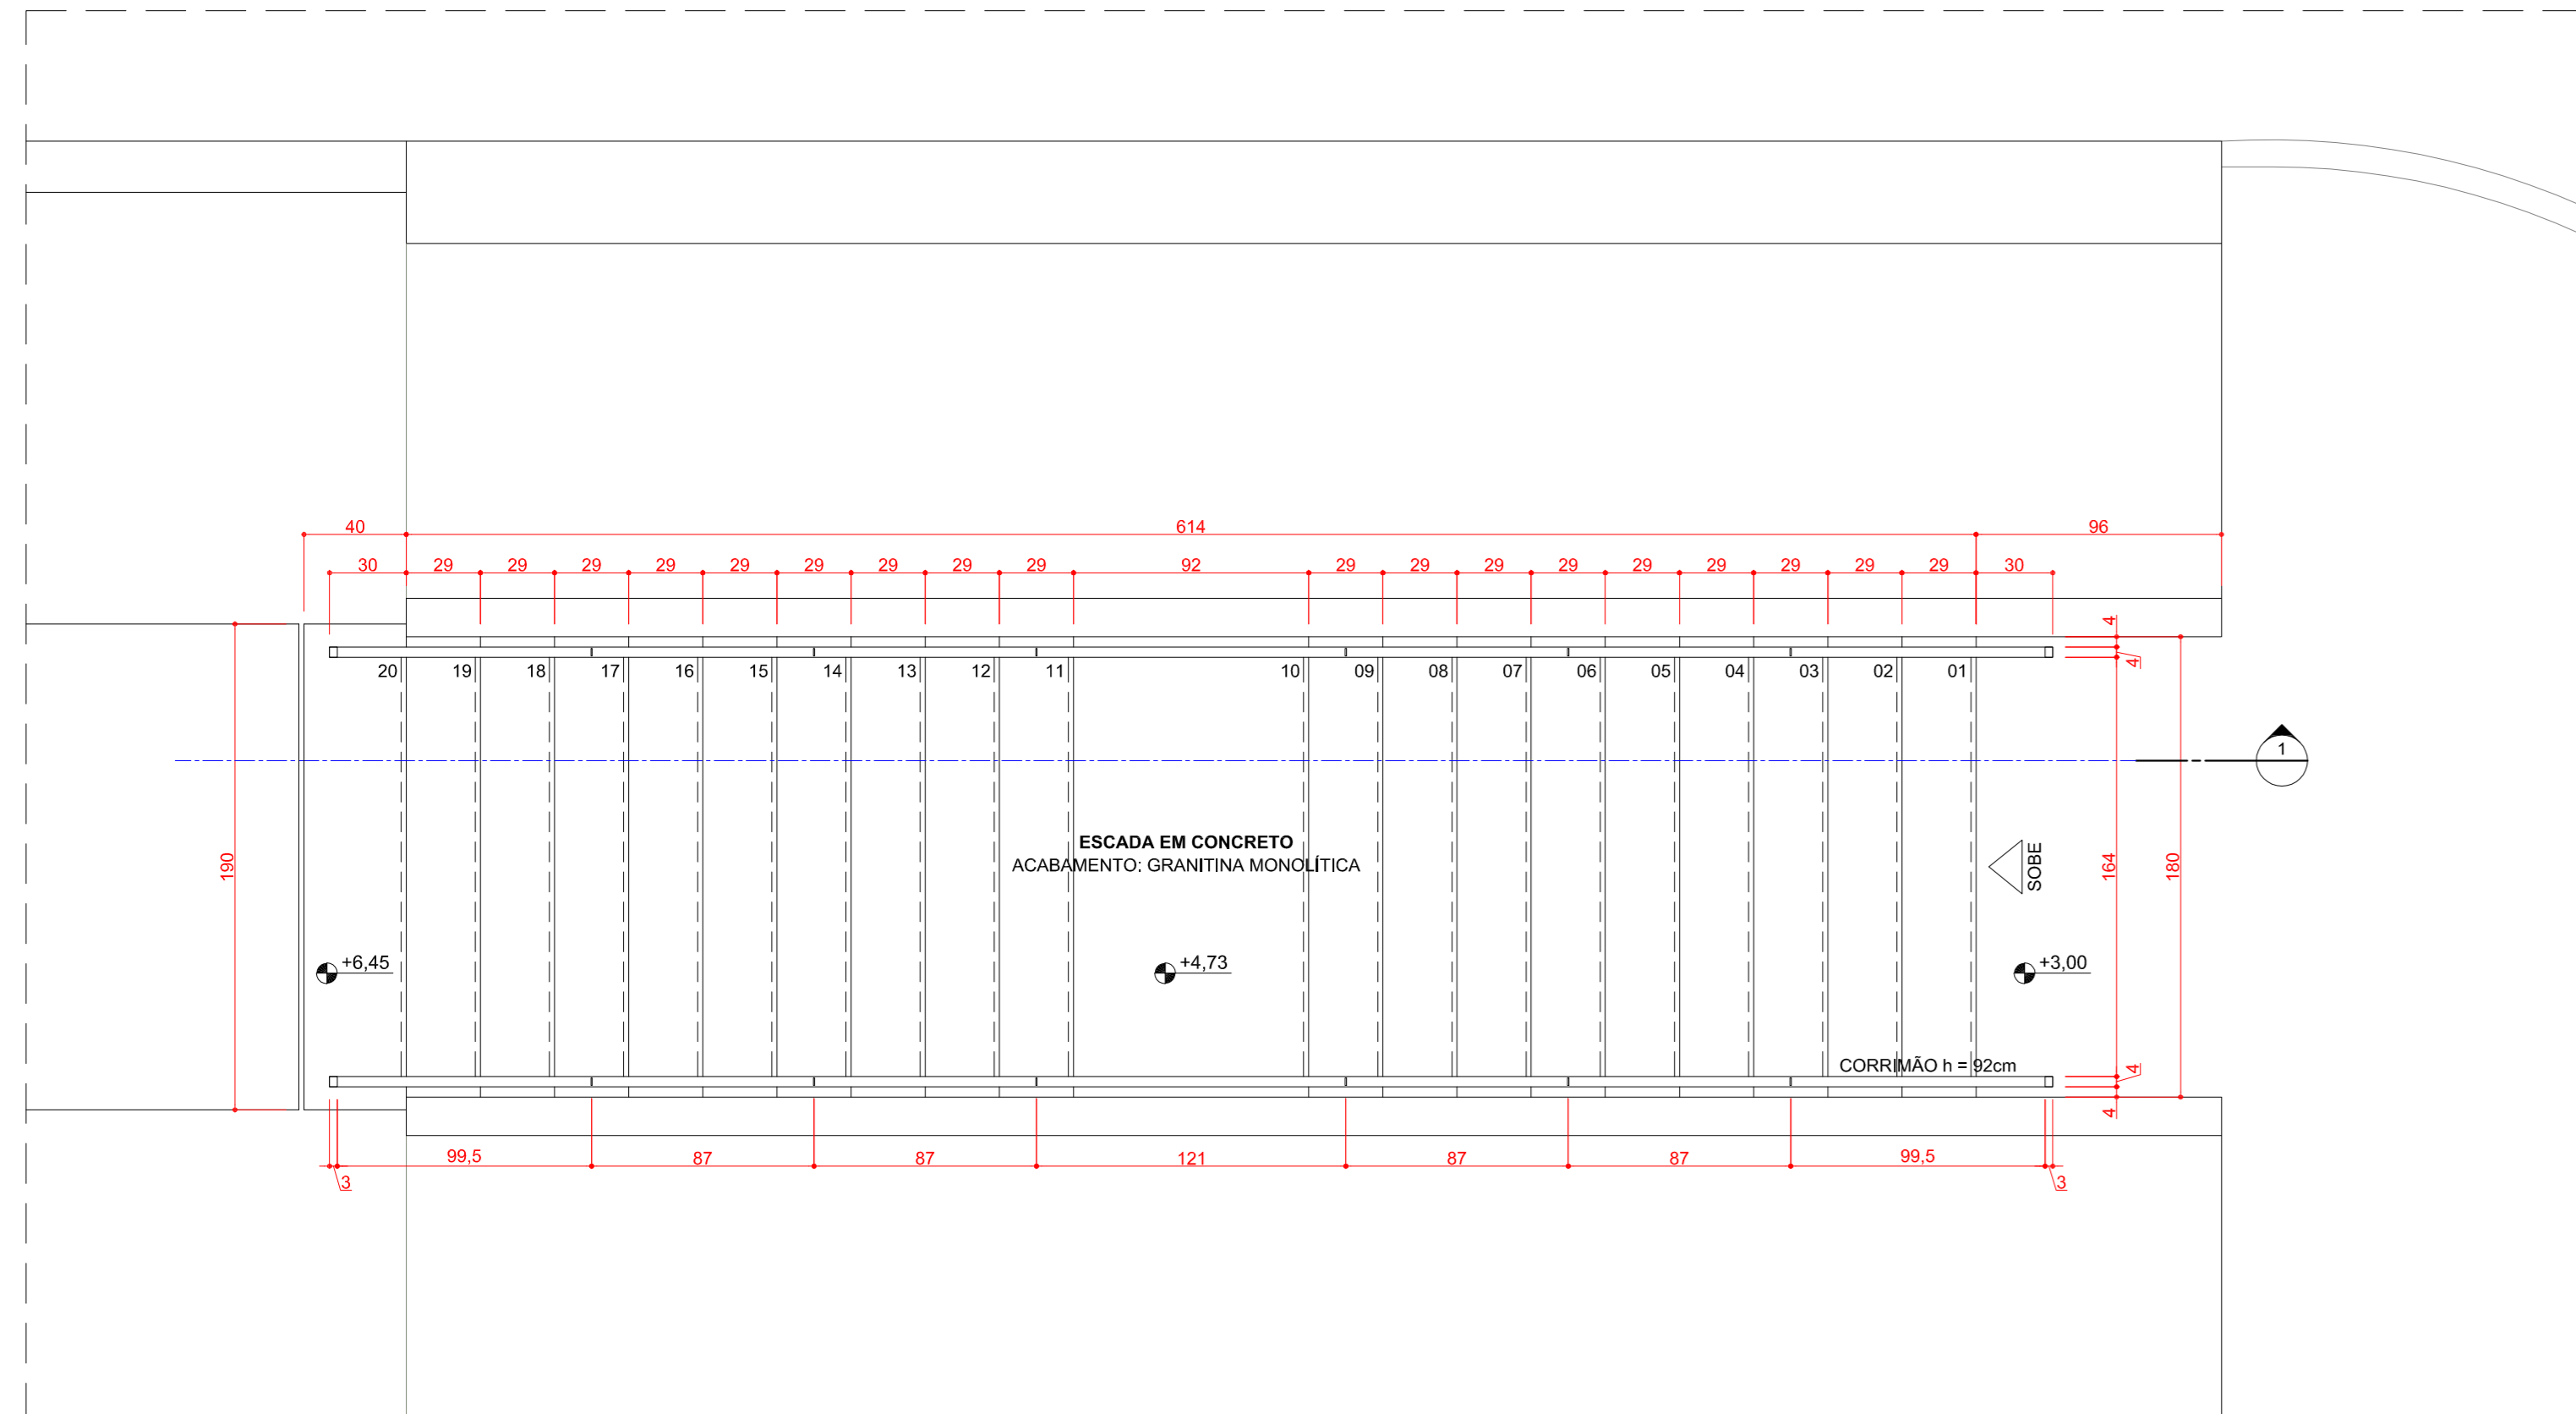 40 614 96
30 29 29 29 29 29 29 29 29 29 92 29 29 29 29 29 29 29 29 29 30
4
4
20 19 18 17 16 15 14 13 12 11 10 09 08 07 06 05 04 03 02 01
1
ESCADA EM CONCRETO
ACABAMENTO: GRANITINA MONOLÍTICA
SOBE
190
164
180
+6,45 +4,73 +3,00
CORRIMÃO h = 92cm
4
4
99,5 87 87 121 87 87 99,5
3 3